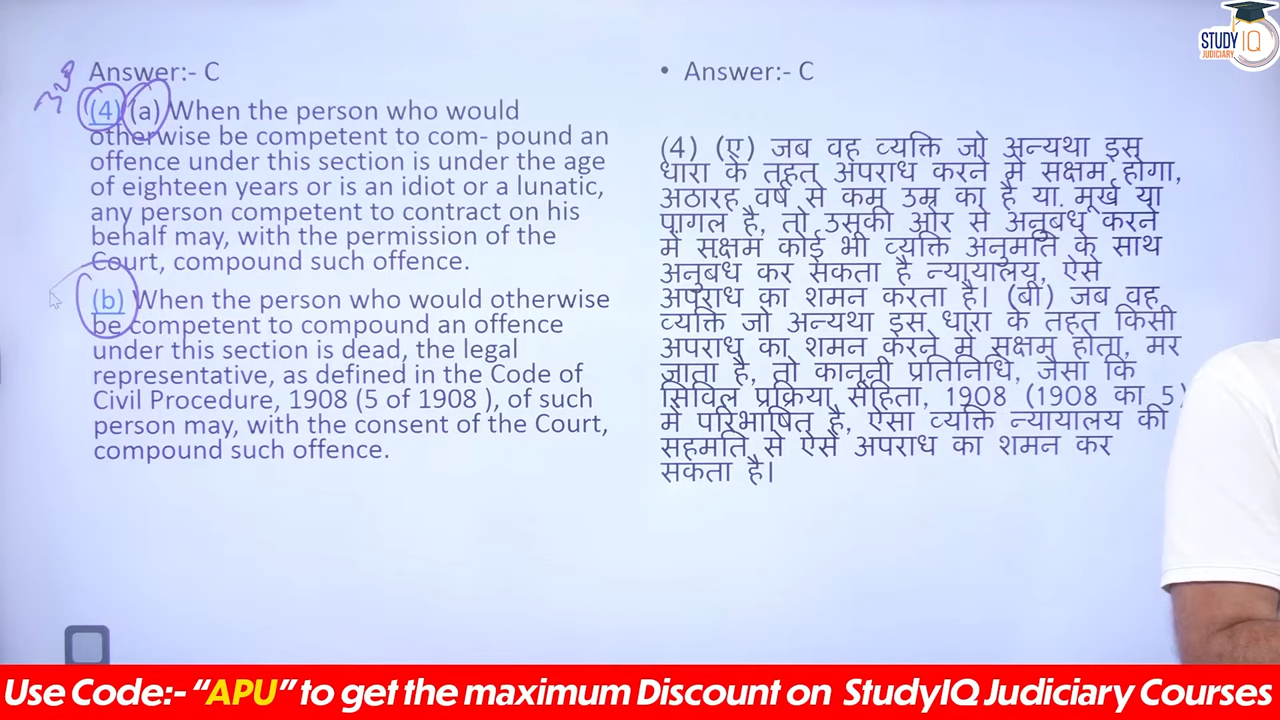 STUDY IQ
JUDICIARY
Answer:- C
(4) (a) When the person who would
otherwise be competent to com- pound an
offence under this section is under the age
of eighteen years or is an idiot or a lunatic,
any person competent to contract on his
behalf may, with the permission of the
Court, compound such offence.
(b) When the person who would otherwise
be competent to compound an offence
under this section is dead, the legal
representative, as defined in the Code of
Civil Procedure, 1908 (5 of 1908 ), of such
person may, with the consent of the Court,
compound such offence.
• Answer:- C
(4) (ए) जब वह व्यक्ति जो अन्यथा इस
धारा के तहत अपराध करने में सक्षम होगा,
अठारह वर्ष से कम उम्र का है या. मूर्ख या
पागल है, तो उसकी ओर से अनुबंध करने
में सक्षम कोई भी व्यक्ति अनुमति के साथ
अनुबंध कर सकता है न्यायालय, ऐसे
अपराध का शमन करता है। (बी) जब वह
व्यक्ति जो अन्यथा इस धारा के तहत किसी
अपराध का शमन करने में सक्षम होता, मर
जाता है, तो कानूनी प्रतिनिधि, जैसा कि
सिविल प्रक्रिया संहिता, 1908 (1908 का 5)
में परिभाषित है, ऐसा व्यक्ति न्यायालय की
सहमति से ऐसे अपराध का शमन कर
सकता है।
Use Code:- “APU” to get the maximum Discount on StudyIQ Judiciary Courses